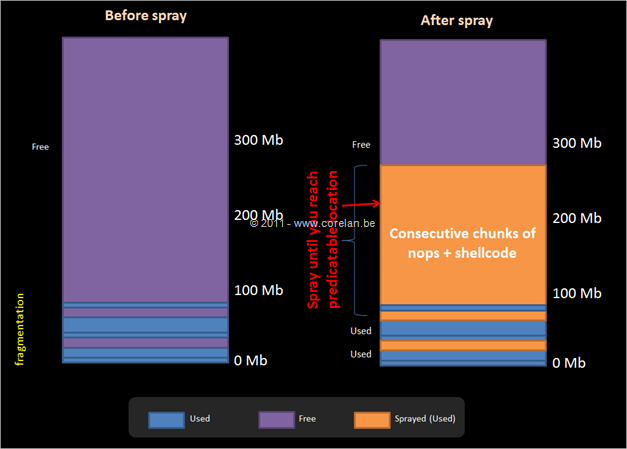 Before spray
After spray
Free
300 Mb
200 Mb
100 Mb
0 Mb
fragmentation
Spray until you reach
predicatable location
© 2011 - www.corelan.be
Free
300 Mb
200 Mb
100 Mb
0 Mb
Consecutive chunks of
nops + shellcode
Used
Used
Used
Free
Sprayed (Used)